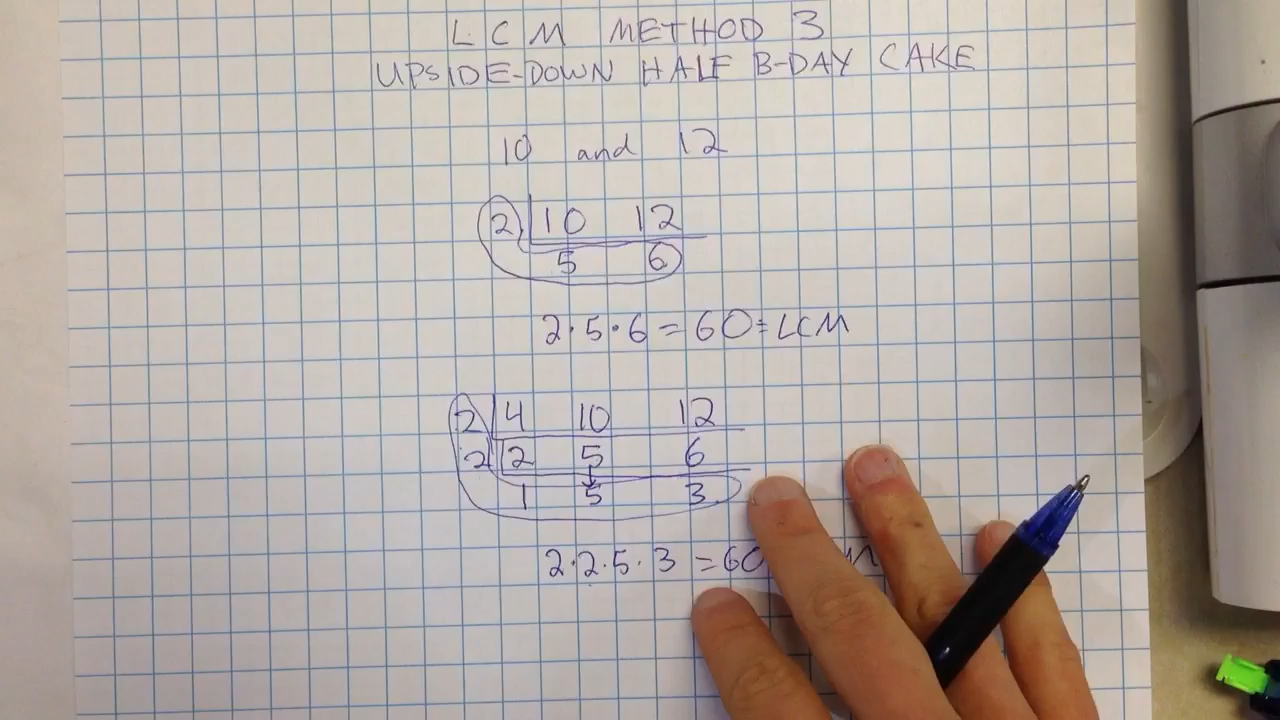 LCM METHOD 3
UPSIDE-DOWN HALF B-DAY CAKE
10 and 12
2 10 12
5 6
2·5·6=60=LCM
2 4 10 12
2 2 5 6
1 5 3
2·2·5·3=60